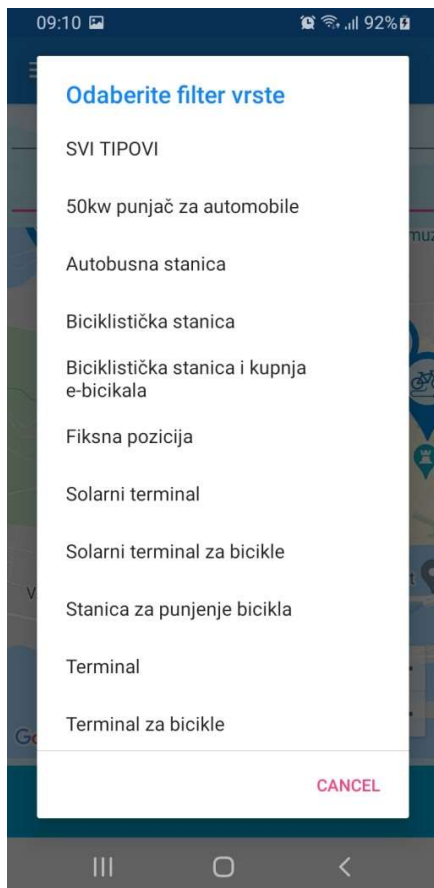 09:10 92%
Odaberite filter vrste
SVI TIPOVI
50kw punjač za automobile
Autobusna stanica
Biciklistička stanica
Biciklistička stanica i kupnja
e-bicikala
Fiksna pozicija
Solarni terminal
Solarni terminal za bicikle
Stanica za punjenje bicikla
Terminal
Terminal za bicikle
CANCEL